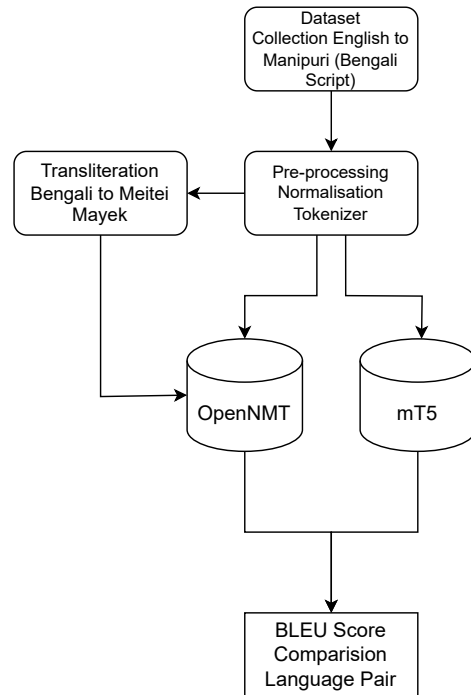 Dataset
Collection English to
Manipuri (Bengali
Script)
Transliteration
Bengali to Meitei
Mayek
Pre-processing
Normalisation
Tokenizer
OpenNMT
mT5
BLEU Score
Comparision
Language Pair